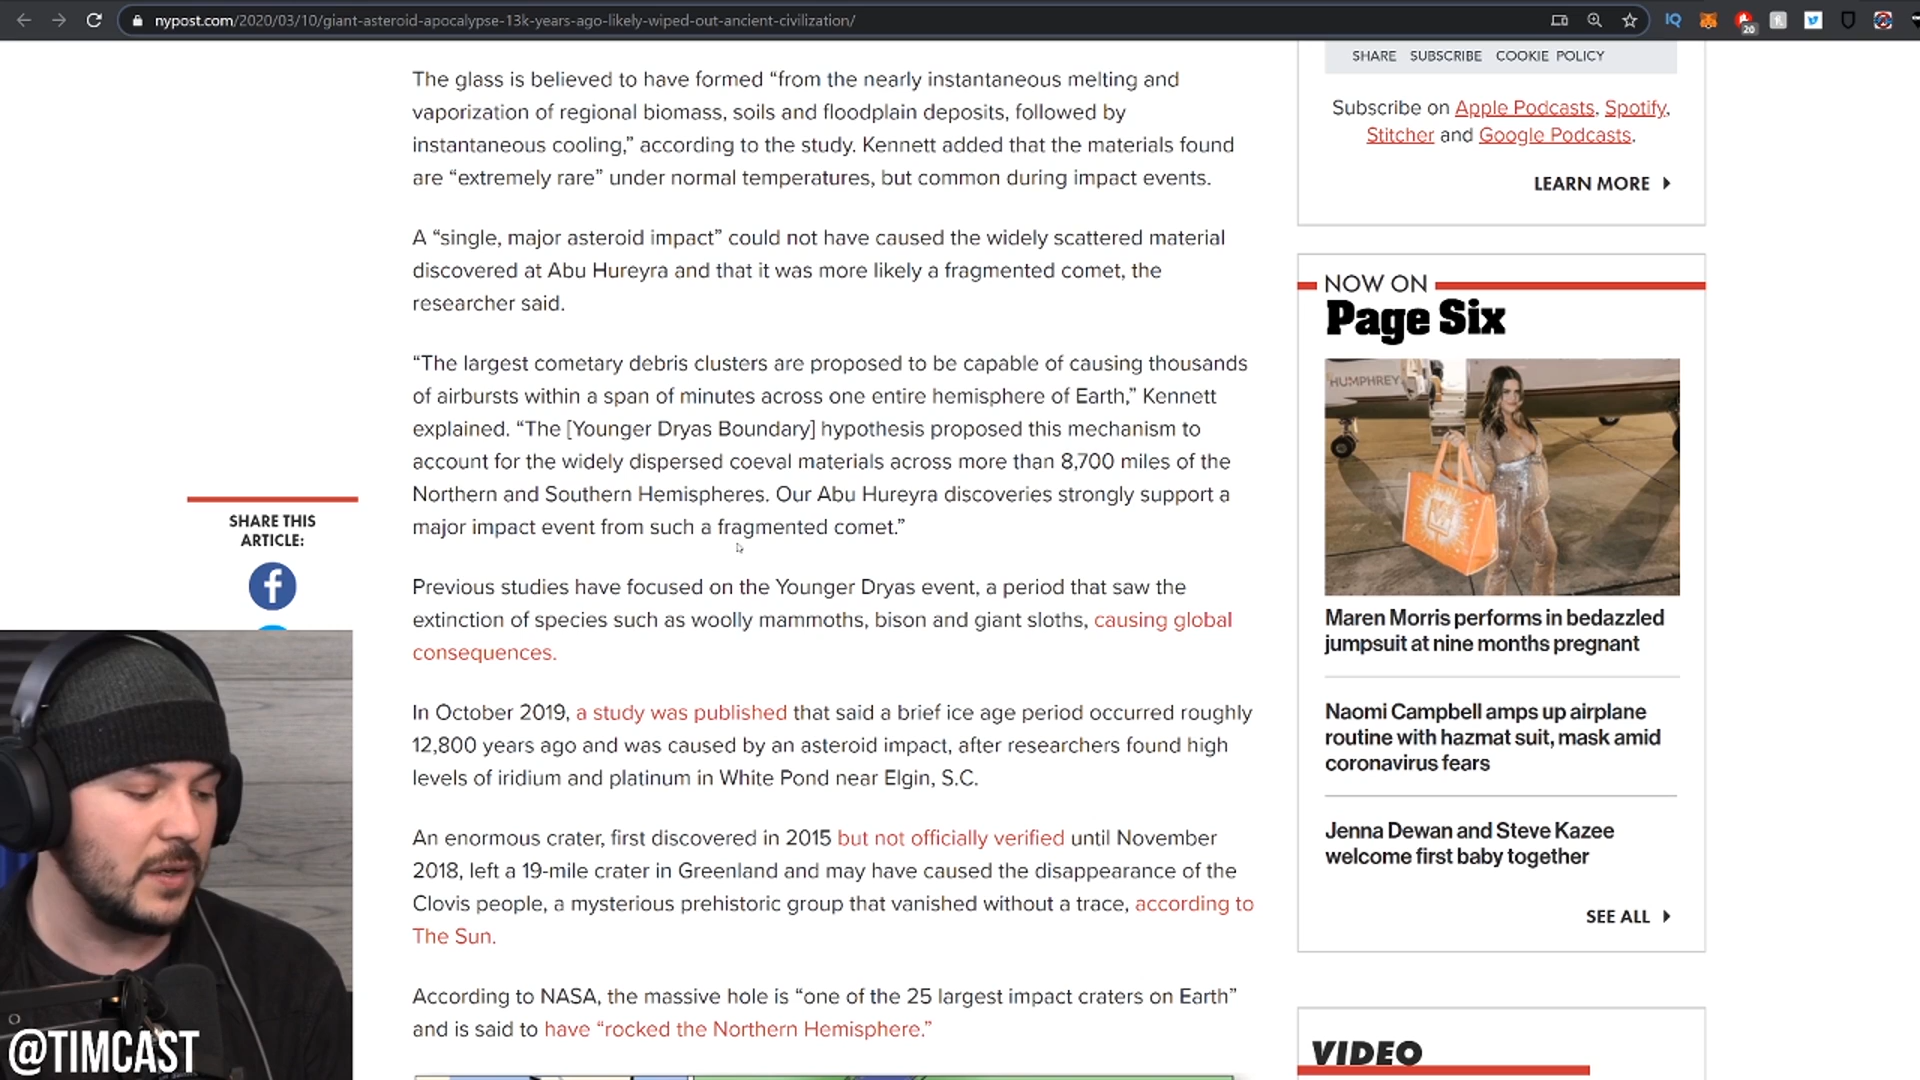 nypost.com/2020/03/10/giant-asteroid-apocalypse-13k-years-ago-likely-wiped-out-ancient-civilization/
IQ
20
The glass is believed to have formed “from the nearly instantaneous melting and
vaporization of regional biomass, soils and floodplain deposits, followed by
instantaneous cooling,” according to the study. Kennett added that the materials found
are “extremely rare” under normal temperatures, but common during impact events.
A “single, major asteroid impact” could not have caused the widely scattered material
discovered at Abu Hureyra and that it was more likely a fragmented comet, the
researcher said.
“The largest cometary debris clusters are proposed to be capable of causing thousands
of airbursts within a span of minutes across one entire hemisphere of Earth,” Kennett
explained. “The [Younger Dryas Boundary] hypothesis proposed this mechanism to
account for the widely dispersed coeval materials across more than 8,700 miles of the
Northern and Southern Hemispheres. Our Abu Hureyra discoveries strongly support a
major impact event from such a fragmented comet.”
Previous studies have focused on the Younger Dryas event, a period that saw the
extinction of species such as woolly mammoths, bison and giant sloths, causing global
consequences.
In October 2019, a study was published that said a brief ice age period occurred roughly
12,800 years ago and was caused by an asteroid impact, after researchers found high
levels of iridium and platinum in White Pond near Elgin, S.C.
An enormous crater, first discovered in 2015 but not officially verified until November
2018, left a 19-mile crater in Greenland and may have caused the disappearance of the
Clovis people, a mysterious prehistoric group that vanished without a trace, according to
The Sun.
According to NASA, the massive hole is “one of the 25 largest impact craters on Earth”
and is said to have “rocked the Northern Hemisphere.”
SHARE THIS
ARTICLE:
@TIMCAST
SHARE SUBSCRIBE COOKIE POLICY
Subscribe on Apple Podcasts, Spotify,
Stitcher and Google Podcasts.
LEARN MORE
NOW ON
Page Six
HUMPHREY
Maren Morris performs in bedazzled
jumpsuit at nine months pregnant
Naomi Campbell amps up airplane
routine with hazmat suit, mask amid
coronavirus fears
Jenna Dewan and Steve Kazee
welcome first baby together
SEE ALL
VIDEO